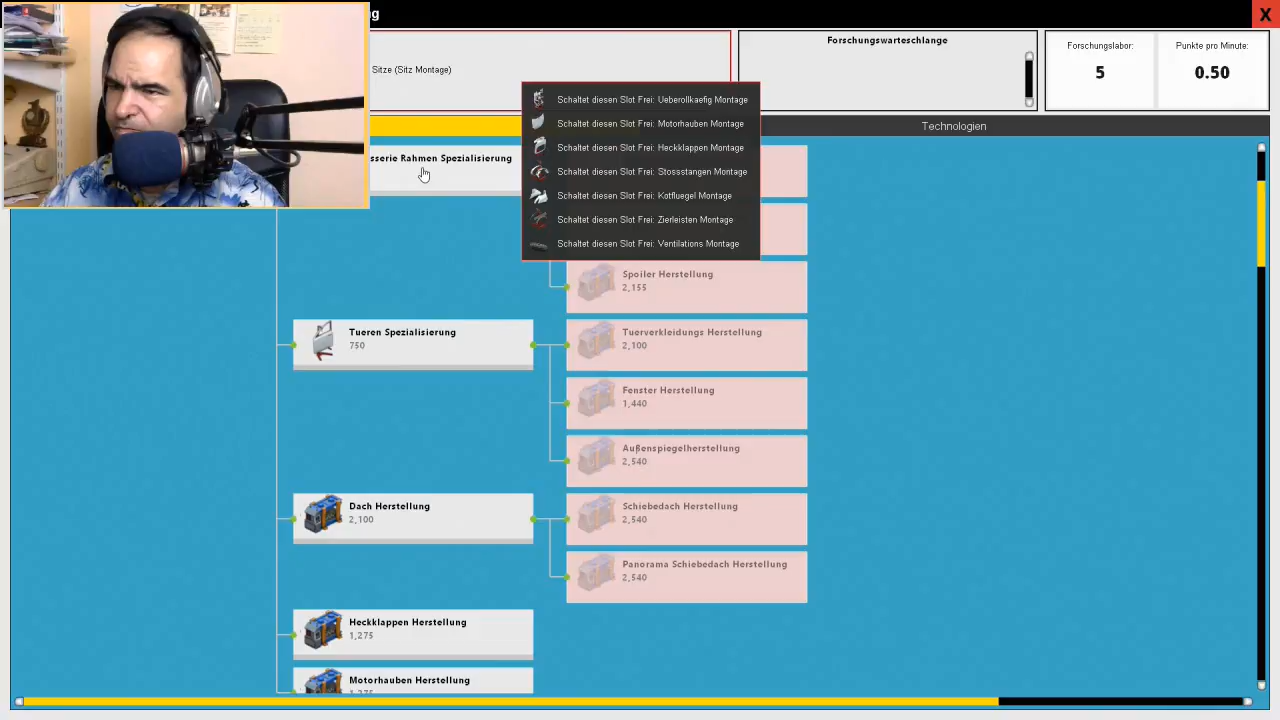 g
X
Sitze (Sitz Montage)
Forschungswarteschlange
Forschungslabor:
5
Punkte pro Minute:
0.50
Technologien
Schaltet diesen Slot Frei: Ueberollkaefig Montage
Schaltet diesen Slot Frei: Motorhauben Montage
Schaltet diesen Slot Frei: Heckklappen Montage
Schaltet diesen Slot Frei: Stossstangen Montage
Schaltet diesen Slot Frei: Kotfluegel Montage
Schaltet diesen Slot Frei: Zierleisten Montage
Schaltet diesen Slot Frei: Ventilations Montage
sserie Rahmen Spezialisierung
Spoiler Herstellung
2,155
Tueren Spezialisierung
750
Tuerverkleidungs Herstellung
2,100
Fenster Herstellung
1,440
Außenspiegelherstellung
2,540
Dach Herstellung
2,100
Schiebedach Herstellung
2,540
Panorama Schiebedach Herstellung
2,540
Heckklappen Herstellung
1,275
Motorhauben Herstellung
1,275